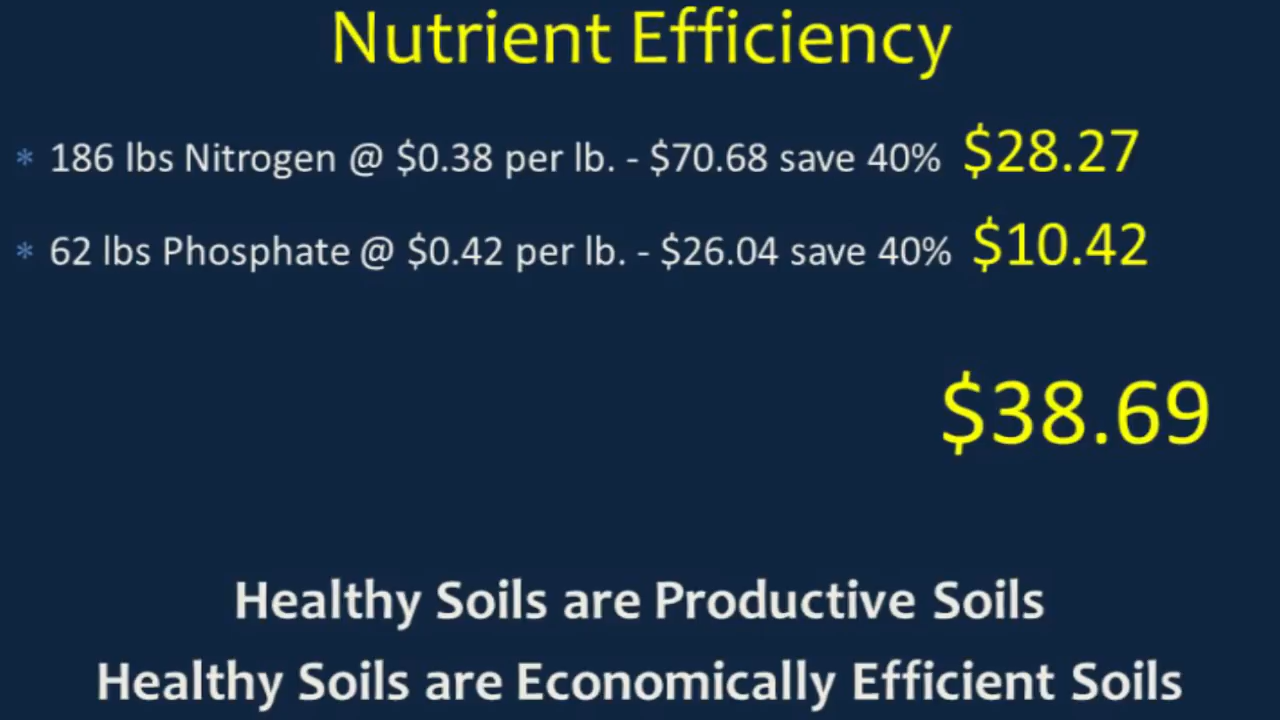 Nutrient Efficiency
* 186 lbs Nitrogen @ $0.38 per lb. - $70.68 save 40% $28.27
* 62 lbs Phosphate @ $0.42 per lb. - $26.04 save 40% $10.42
$38.69
Healthy Soils are Productive Soils
Healthy Soils are Economically Efficient Soils